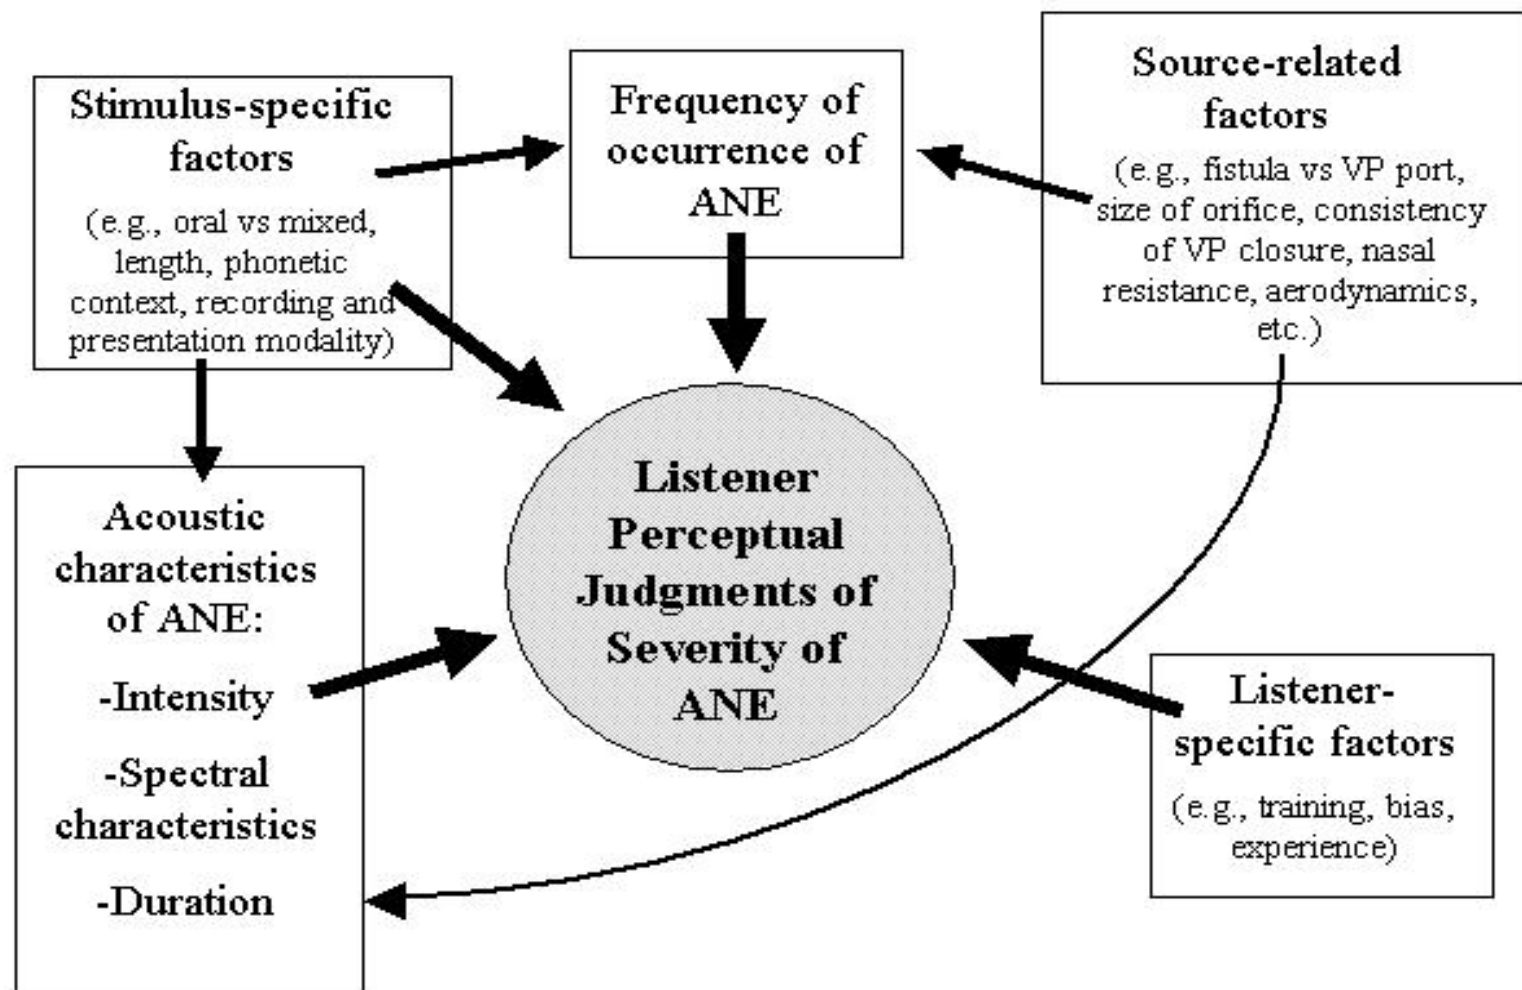 Stimulus-specific
factors
(e.g., oral vs mixed,
length, phonetic
context, recording and
presentation modality)
Frequency of
occurrence of
ANE
Source-related
factors
(e.g., fistula vs VP port,
size of orifice, consistency
of VP closure, nasal
resistance, aerodynamics,
etc.)
Acoustic
characteristics
of ANE:
-Intensity
-Spectral
characteristics
-Duration
Listener
Perceptual
Judgments of
Severity of
ANE
Listener-
specific factors
(e.g., training, bias,
experience)